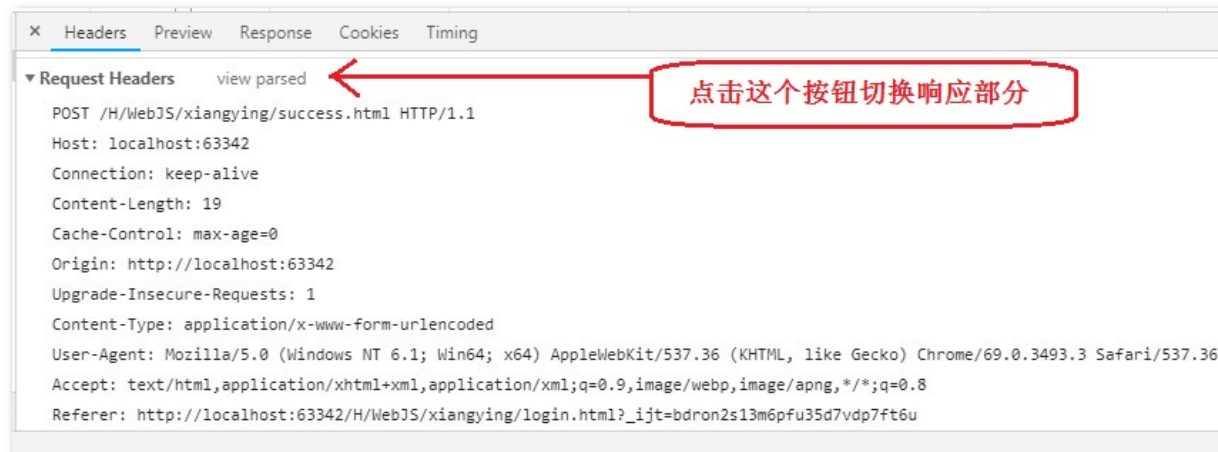 × Headers Preview Response Cookies Timing
▼ Request Headers view parsed
点击这个按钮切换响应部分
POST /H/WebJS/xiangying/success.html HTTP/1.1
Host: localhost:63342
Connection: keep-alive
Content-Length: 19
Cache-Control: max-age=0
Origin: http://localhost:63342
Upgrade-Insecure-Requests: 1
Content-Type: application/x-www-form-urlencoded
User-Agent: Mozilla/5.0 (Windows NT 6.1; Win64; x64) AppleWebKit/537.36 (KHTML, like Gecko) Chrome/69.0.3493.3 Safari/537.36
Accept: text/html,application/xhtml+xml,application/xml;q=0.9,image/webp,image/apng,*/*;q=0.8
Referer: http://localhost:63342/H/WebJS/xiangying/login.html?_ijt=bdron2s13m6pfu35d7vdp7ft6u